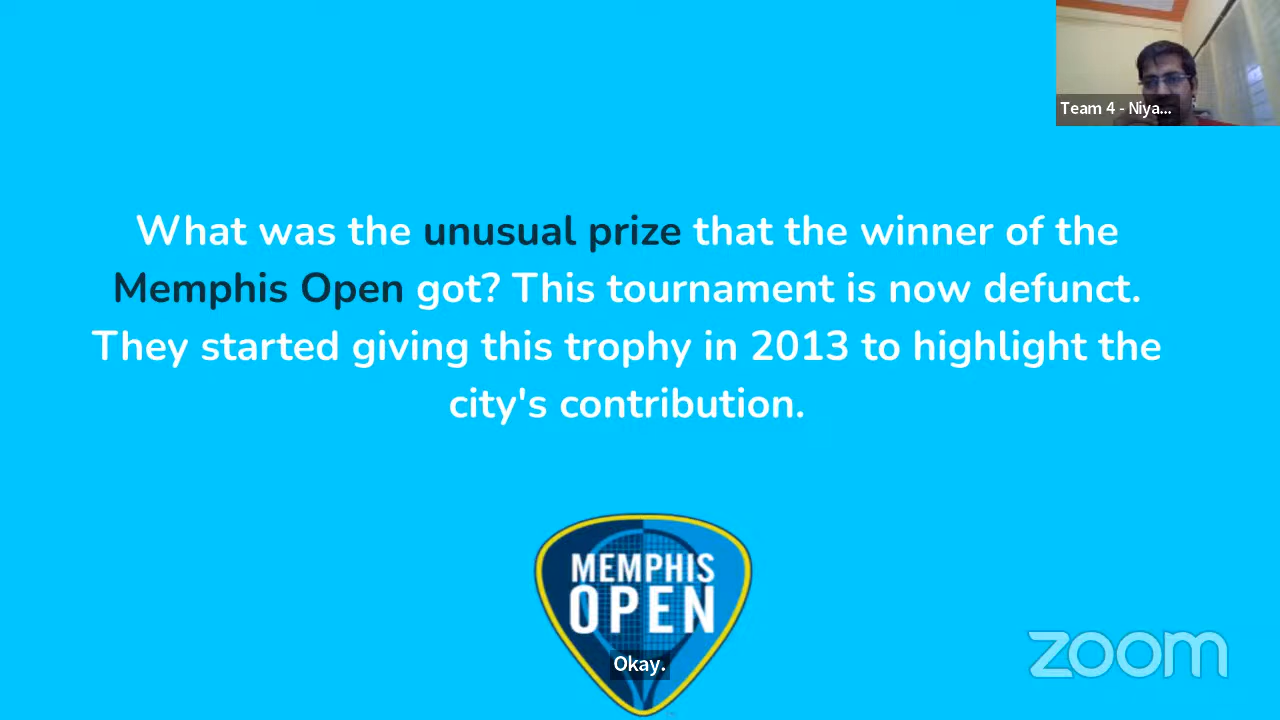 Team 4 - Niya...
What was the unusual prize that the winner of the
Memphis Open got? This tournament is now defunct.
They started giving this trophy in 2013 to highlight the
city's contribution.
MEMPHIS
OPEN
Okay.
zoom